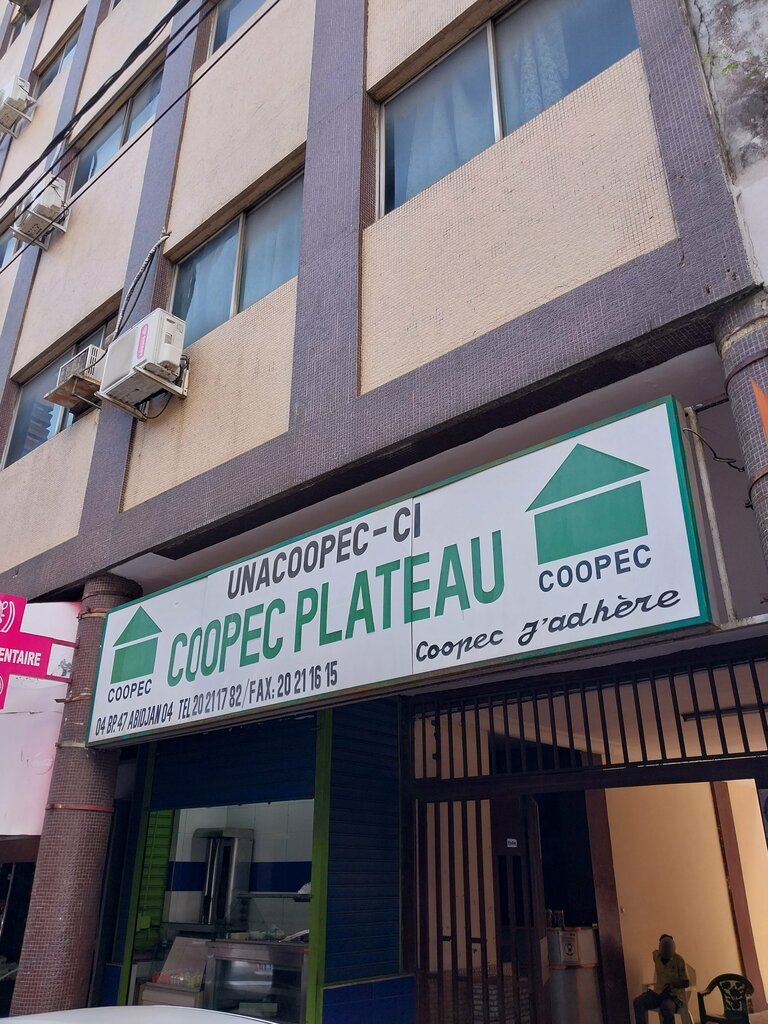 UNACOOPEC-CI
COOPEC PLATEAU
COOPEC
COOPEC
Coopec J'adhère
04 BP. 47 ABIDJAN 04 TEL 20 21 17 82 / FAX: 20 21 16 15
ENTAIRE